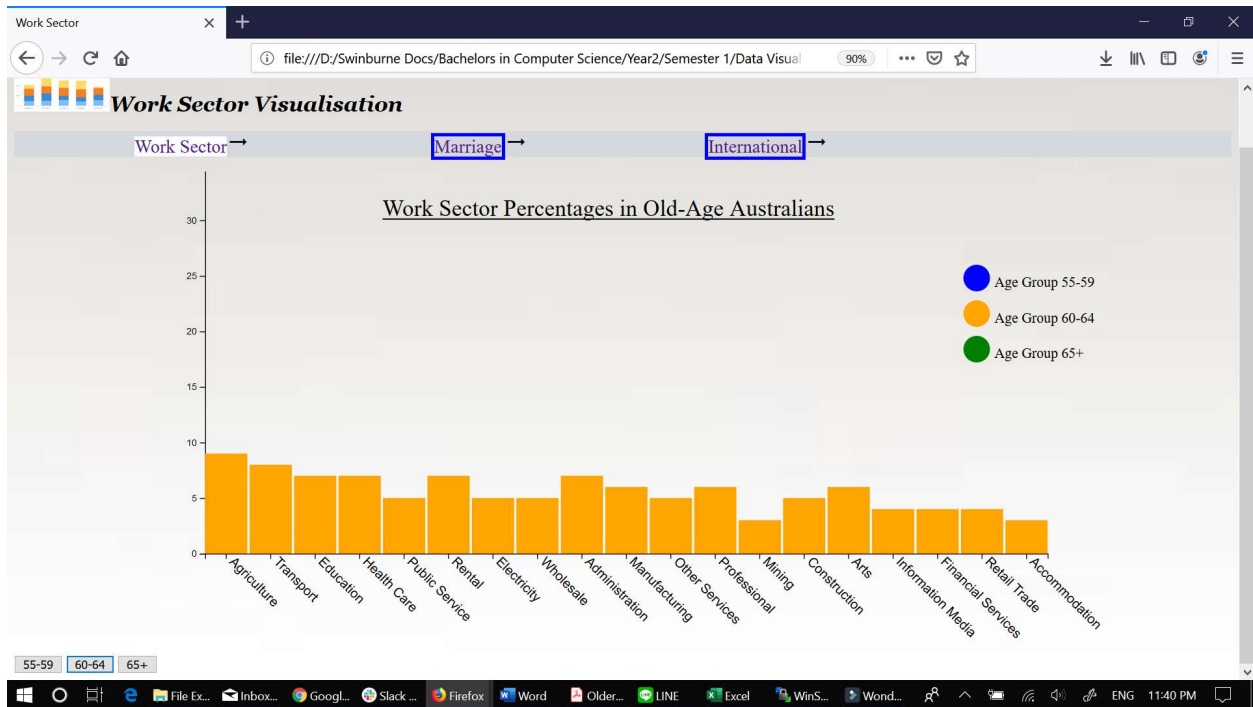 Work Sector
file:///D:/Swinburne Docs/Bachelors in Computer Science/Year2/Semester 1/Data Visual
90%
Work Sector Visualisation
Work Sector → Marriage → International →
Work Sector Percentages in Old-Age Australians
30
25
20
15
10
5
0
Age Group 55-59
Age Group 60-64
Age Group 65+
Agriculture
Transport
Education
Health Care
Public Service
Rental
Electricity
Wholesale
Administration
Manufacturing
Other Services
Professional
Mining
Construction
Arts
Information Media
Financial Services
Retail Trade
Accommodation
55-59 60-64 65+
File Ex... Inbox... Googl... Slack ... Firefox Word Older... LINE Excel WinS... Wond... ENG 11:40 PM